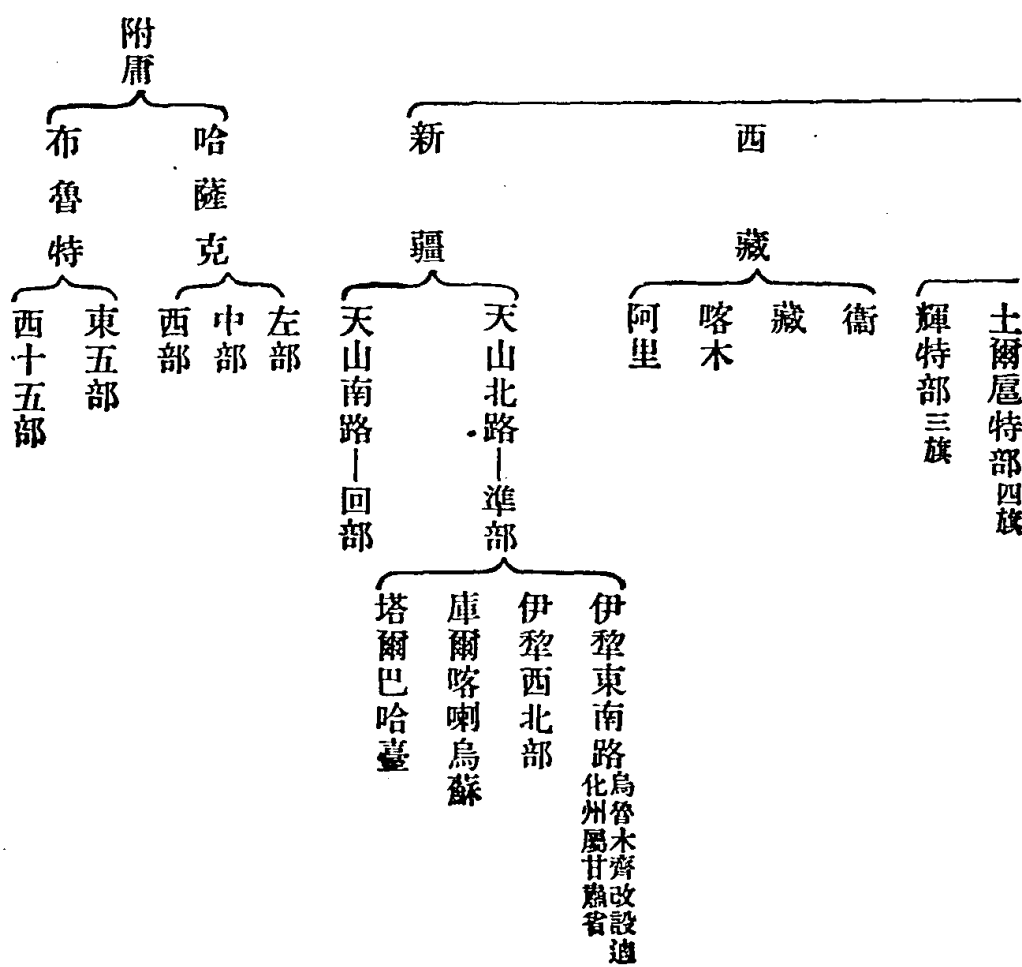 土爾扈特部四旗
輝特部三旗
西藏
衞
藏
喀木
阿里
新疆
天山北路—準部
伊犂東南路烏魯木齊改設迪化州屬甘肅省
伊犂西北部
庫爾喀喇烏蘇
塔爾巴哈臺
天山南路—回部
附庸
哈薩克
左部
中部
西部
布魯特
東五部
西十五部